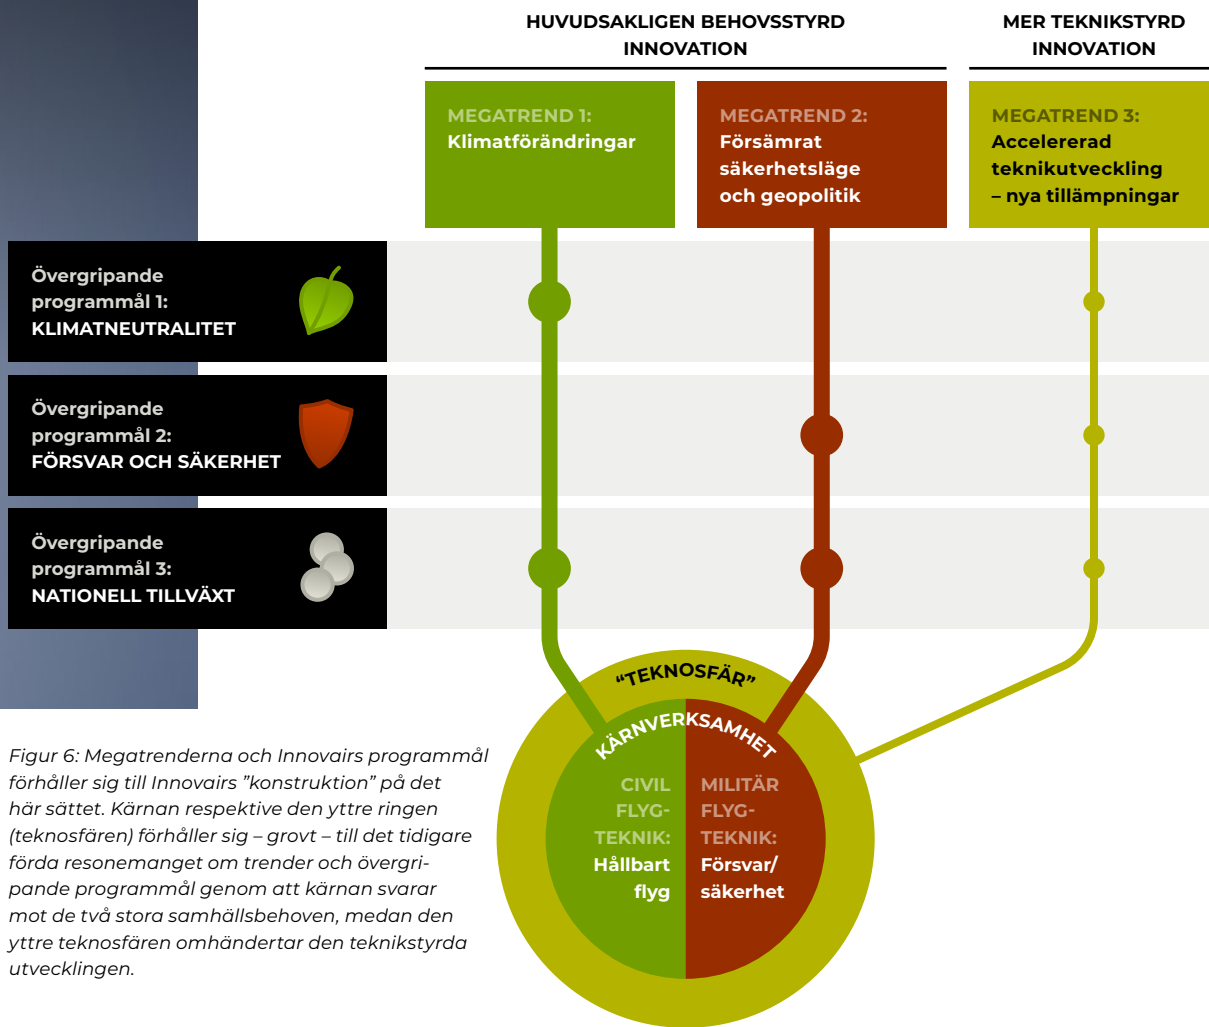 HUVUDSAKLIGEN BEHOVSSTYRD
INNOVATION
MER TEKNIKSTYRD
INNOVATION
MEGATREND 1:
Klimatförändringar
MEGATREND 2:
Försämrat
säkerhetsläge
och geopolitik
MEGATREND 3:
Accelererad
teknikutveckling
– nya tillämpningar
Övergripande
programmål 1:
KLIMATNEUTRALITET
Övergripande
programmål 2:
FÖRSVAR OCH SÄKERHET
Övergripande
programmål 3:
NATIONELL TILLVÄXT
“TEKNOSFÄR”
KÄRNVERKSAMHET
CIVIL
FLYG-
TEKNIK:
Hållbart
flyg
MILITÄR
FLYG-
TEKNIK:
Försvar/
säkerhet
Figur 6: Megatrenderna och Innovairs programmål
förhåller sig till Innovairs ”konstruktion” på det
här sättet. Kärnan respektive den yttre ringen
(teknosfären) förhåller sig – grovt – till det tidigare
förda resonemanget om trender och övergri-
pande programmål genom att kärnan svarar
mot de två stora samhällsbehoven, medan den
yttre teknosfären omhändertar den teknikstyrda
utvecklingen.